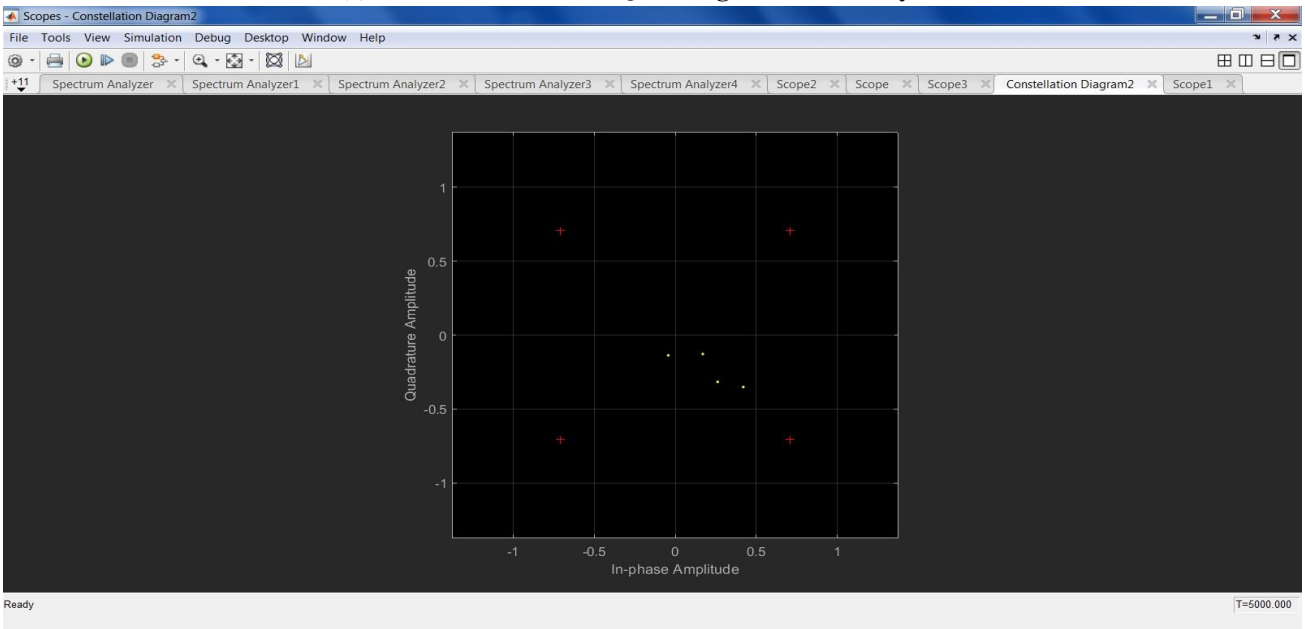 Scopes - Constellation Diagram2
File Tools View Simulation Debug Desktop Window Help
+11 Spectrum Analyzer Spectrum Analyzer1 Spectrum Analyzer2 Spectrum Analyzer3 Spectrum Analyzer4 Scope2 Scope Scope3 Constellation Diagram2 Scope1
1
0.5
0
-0.5
-1
Quadrature Amplitude
-1 -0.5 0 0.5 1
In-phase Amplitude
Ready T=5000.000